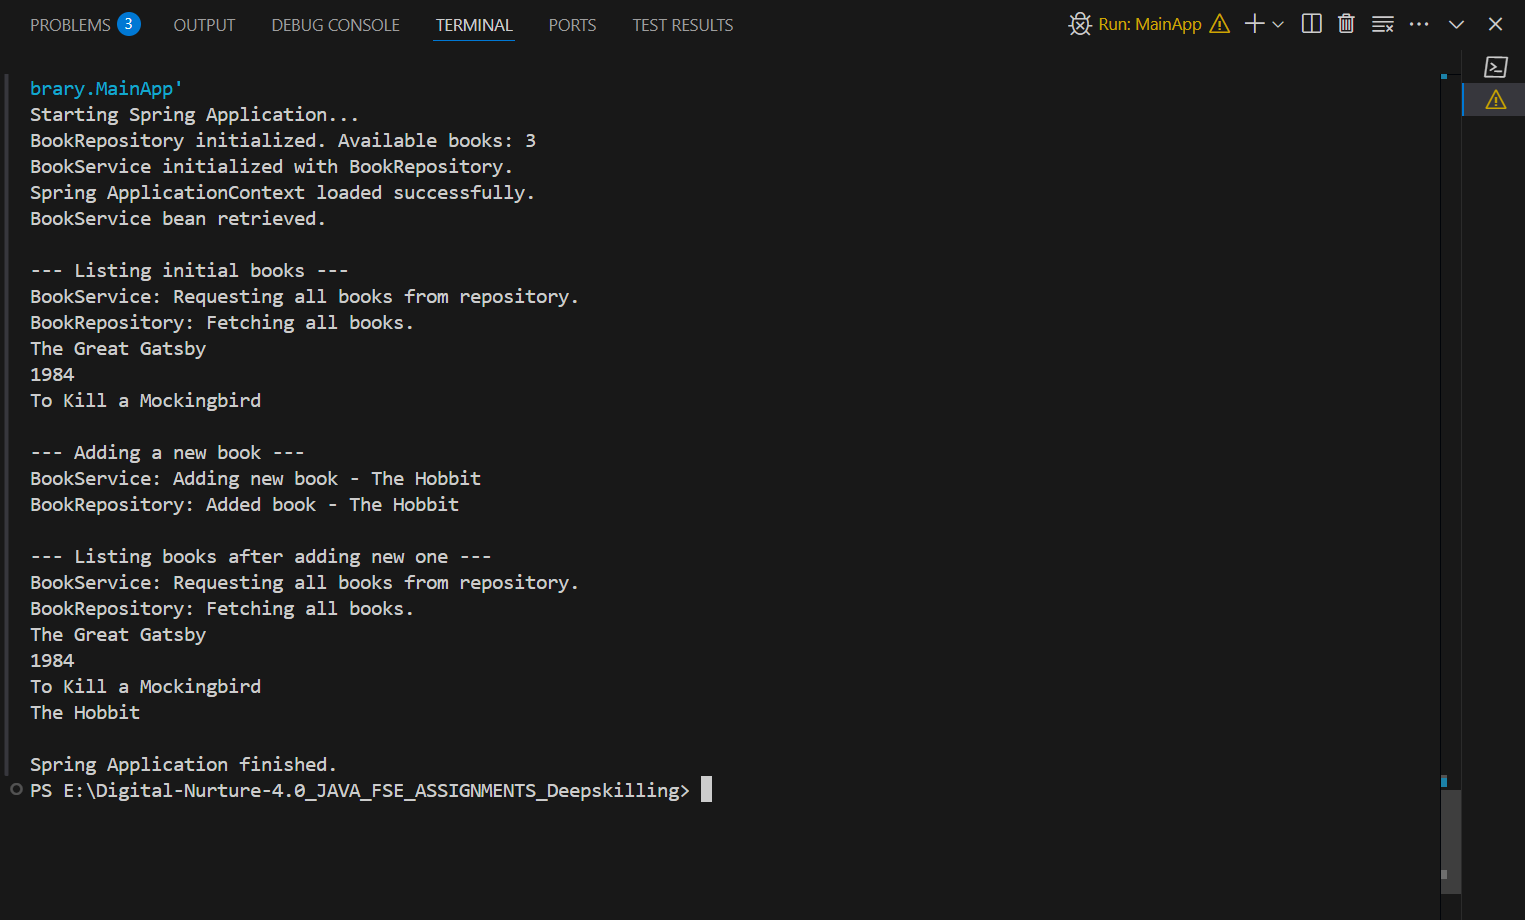 PROBLEMS 3 OUTPUT DEBUG CONSOLE TERMINAL PORTS TEST RESULTS Run: MainApp
brary.MainApp'
Starting Spring Application...
BookRepository initialized. Available books: 3
BookService initialized with BookRepository.
Spring ApplicationContext loaded successfully.
BookService bean retrieved.
--- Listing initial books ---
BookService: Requesting all books from repository.
BookRepository: Fetching all books.
The Great Gatsby
1984
To Kill a Mockingbird
--- Adding a new book ---
BookService: Adding new book - The Hobbit
BookRepository: Added book - The Hobbit
--- Listing books after adding new one ---
BookService: Requesting all books from repository.
BookRepository: Fetching all books.
The Great Gatsby
1984
To Kill a Mockingbird
The Hobbit
Spring Application finished.
PS E:\Digital-Nurture-4.0_JAVA_FSE_ASSIGNMENTS_Deepskilling>